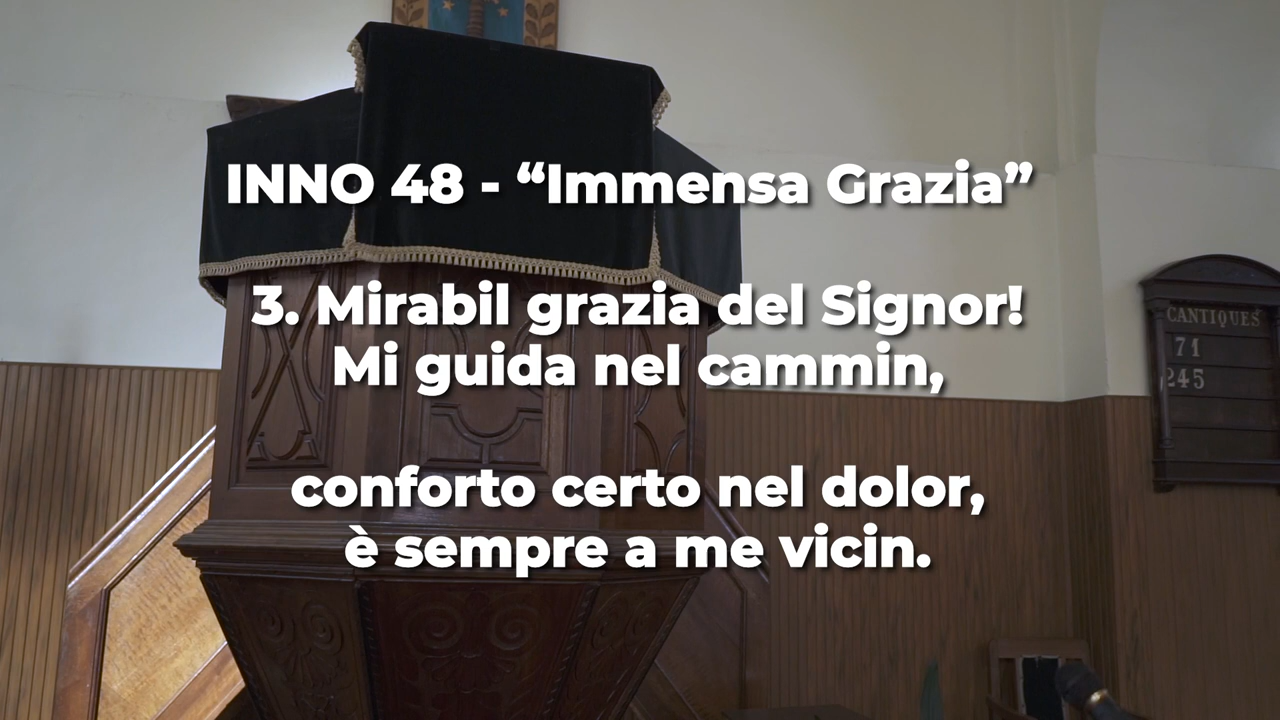 INNO 48 - “Immensa Grazia”
3. Mirabil grazia del Signor!
Mi guida nel cammin,
conforto certo nel dolor,
è sempre a me vicin.
CANTIQUES
71
245